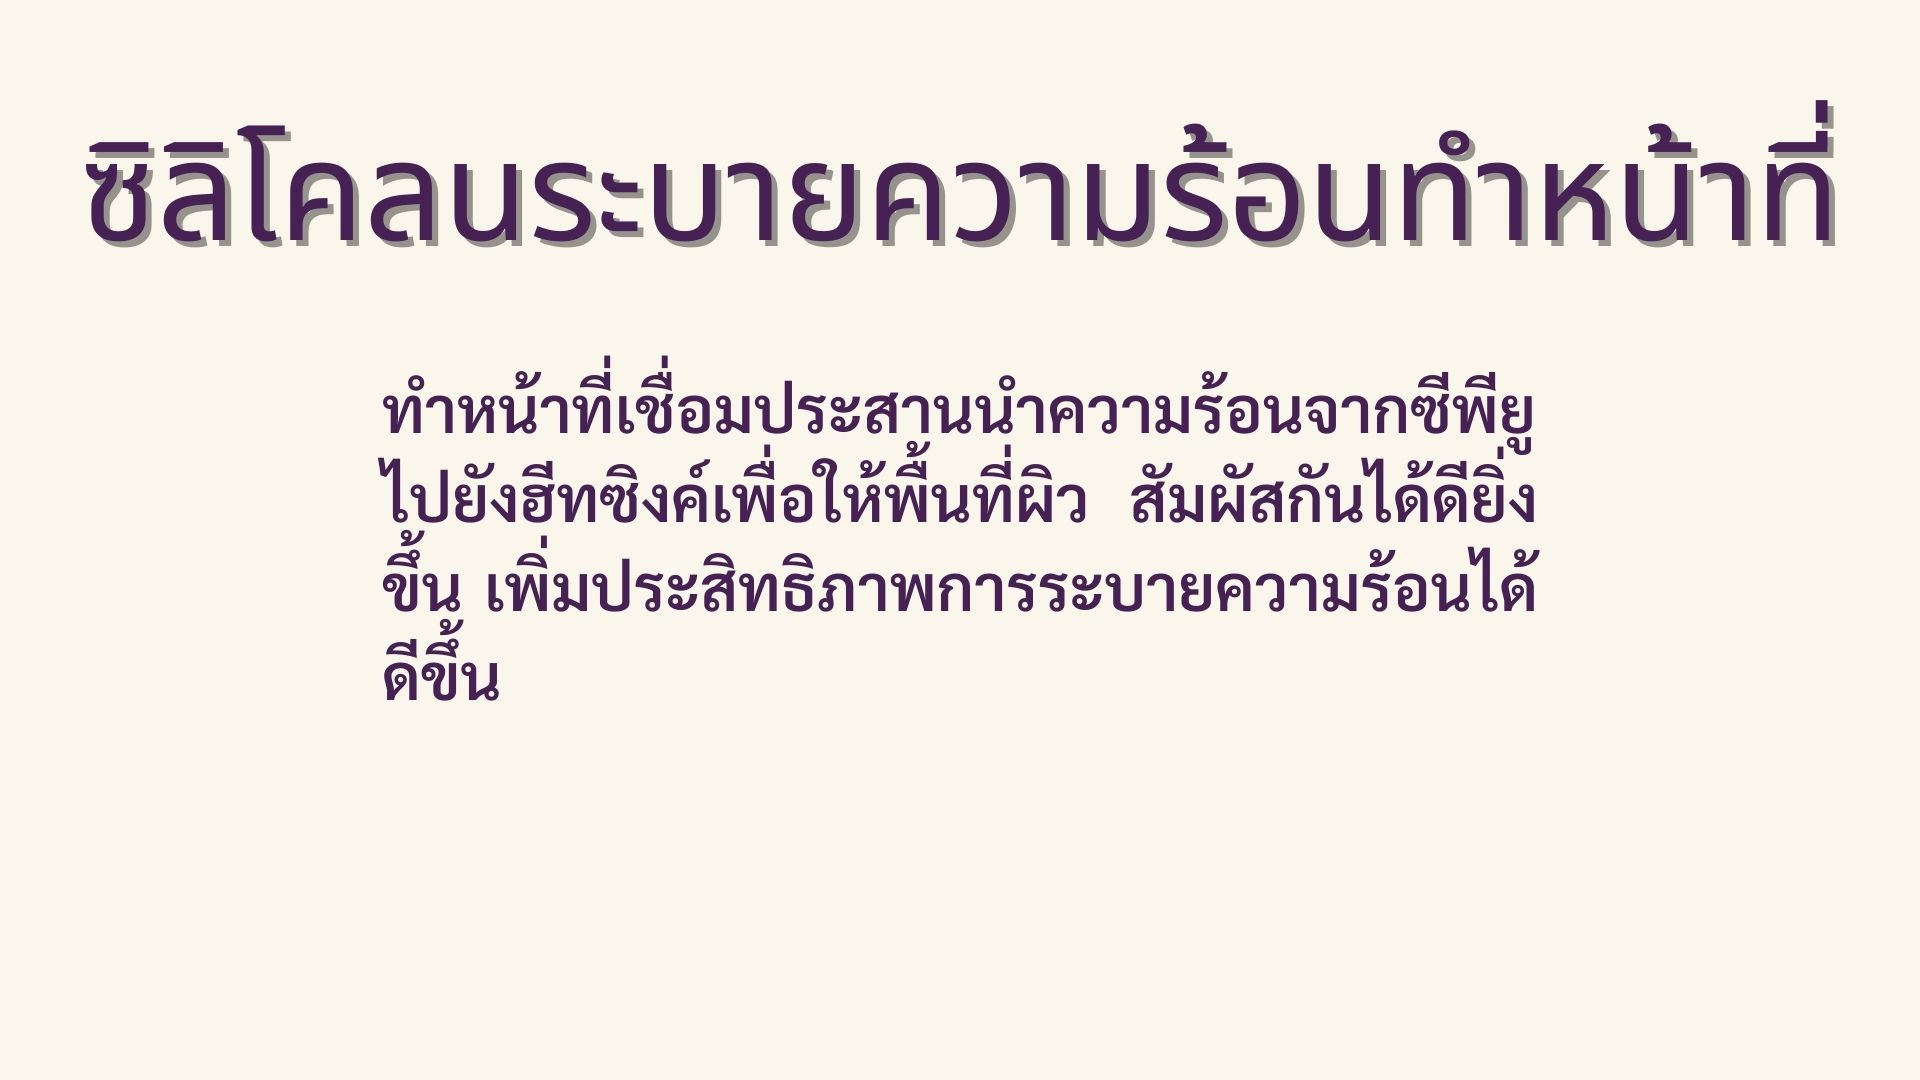 ซิลิโคลนระบายความร้อนทำหน้าที่
ทำหน้าที่เชื่อมประสานนำความร้อนจากซีพียู
ไปยังฮีทซิงค์เพื่อให้พื้นที่ผิว  สัมผัสกันได้ดียิ่ง
ขึ้น เพิ่มประสิทธิภาพการระบายความร้อนได้
ดีขึ้น